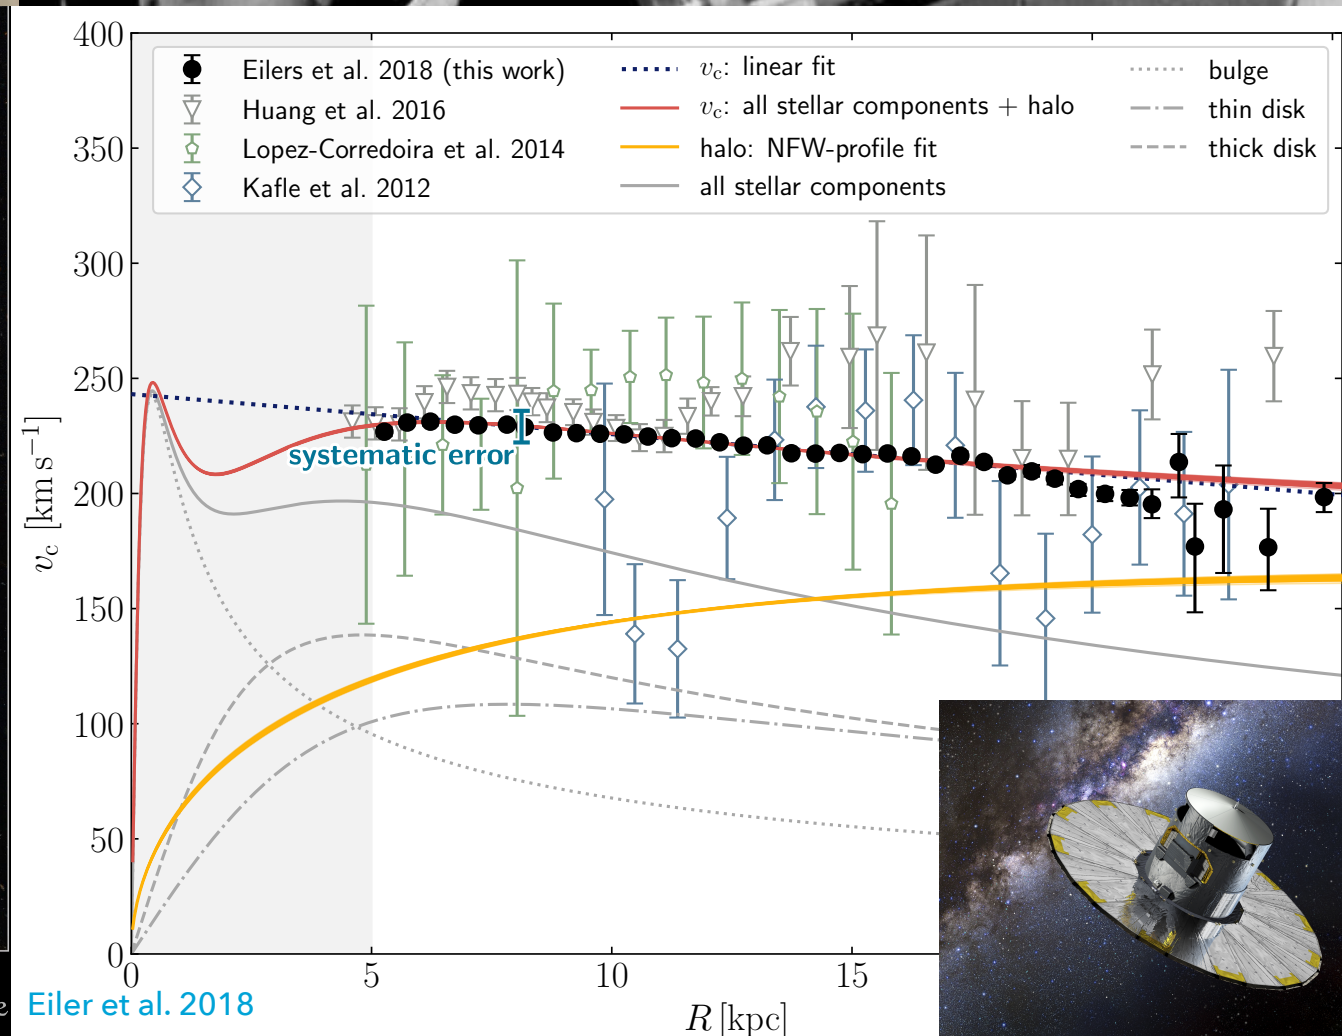 400
350
300
250
200
150
100
50
0
v_c [km s⁻¹]
Eilers et al. 2018 (this work)
Huang et al. 2016
Lopez-Corredoira et al. 2014
Kafle et al. 2012
v_c: linear fit
v_c: all stellar components + halo
halo: NFW-profile fit
all stellar components
bulge
thin disk
thick disk
systematic error
0 5 10 15
R [kpc]
e
Eiler et al. 2018